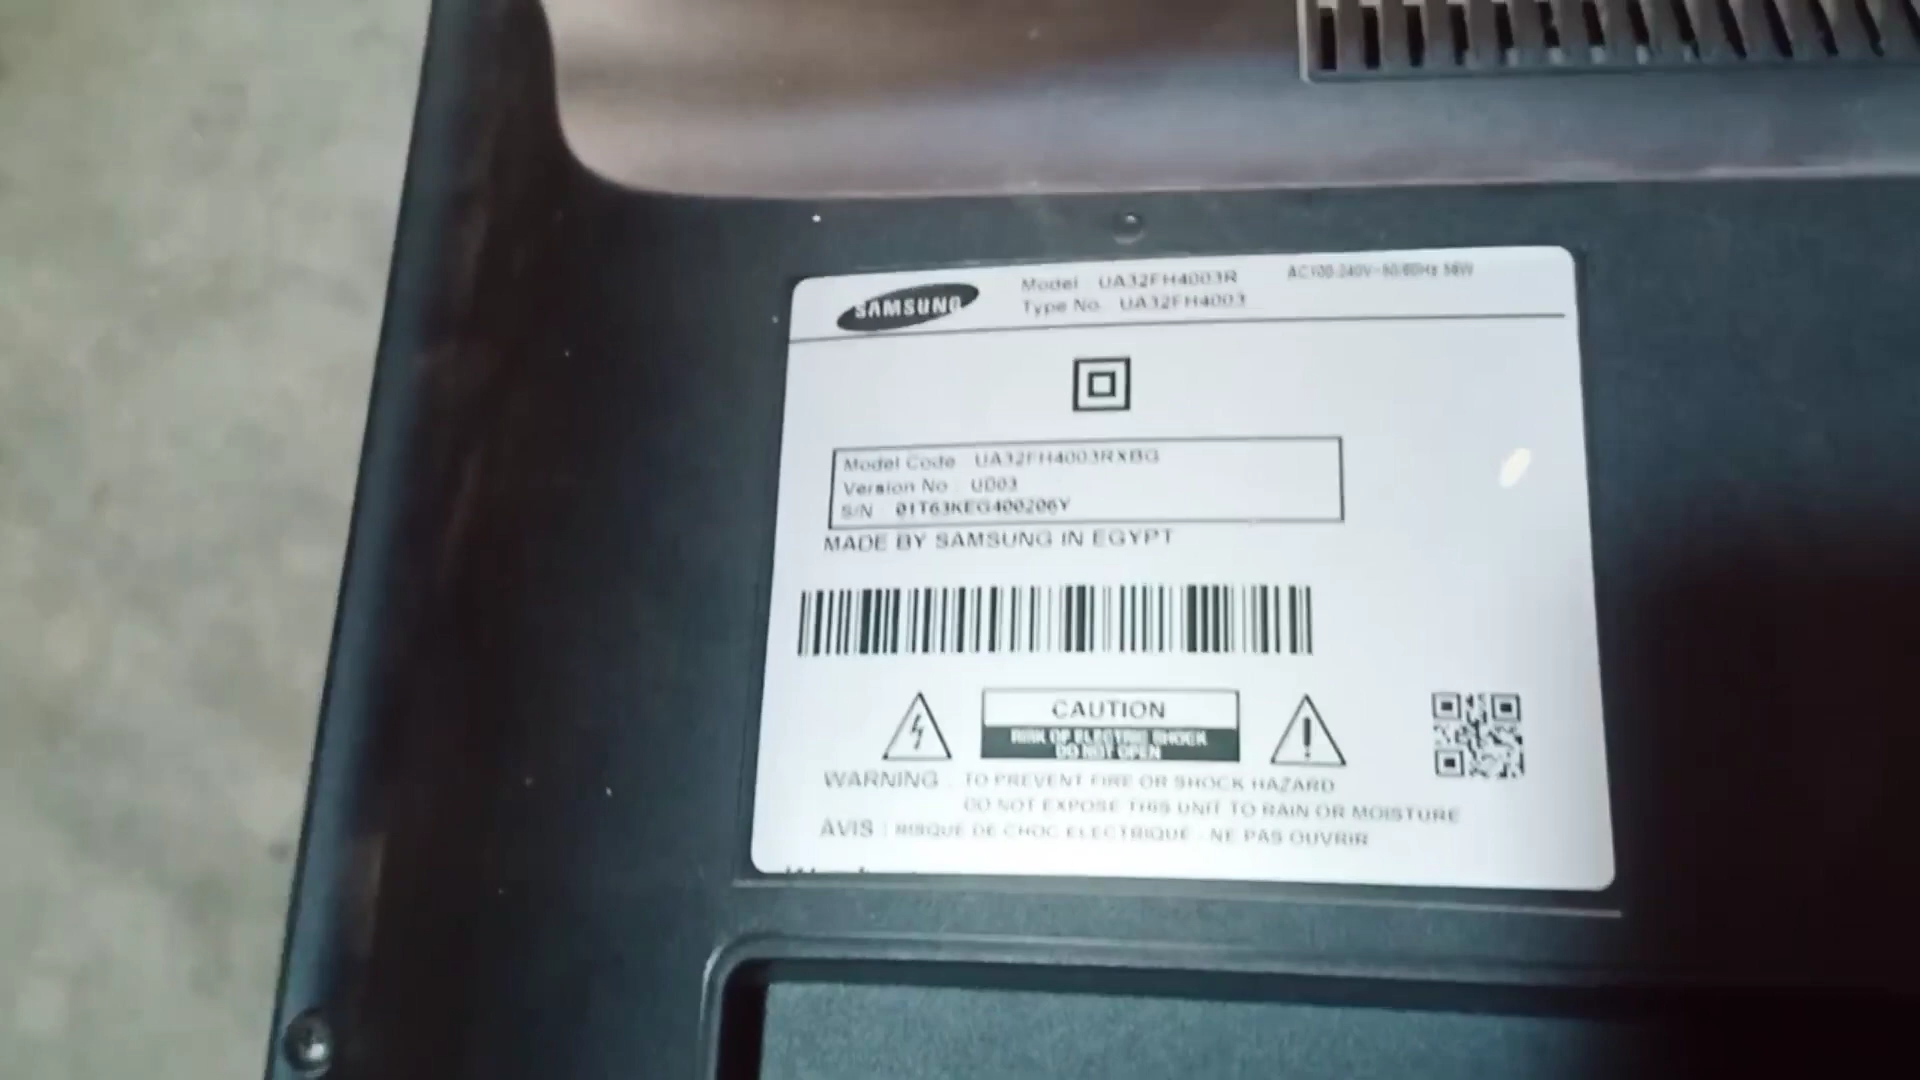 SAMSUNG
Model UA32FH4003R
Type No. UA32FH4003
AC100-240V~50/60Hz 58W
Model Code UA32FH4003RXBG
Version No UD03
S/N 01T63KEG400206Y
MADE BY SAMSUNG IN EGYPT
CAUTION
RISK OF ELECTRIC SHOCK
DO NOT OPEN
WARNING : TO PREVENT FIRE OR SHOCK HAZARD
DO NOT EXPOSE THIS UNIT TO RAIN OR MOISTURE
AVIS : RISQUE DE CHOC ELECTRIQUE - NE PAS OUVRIR